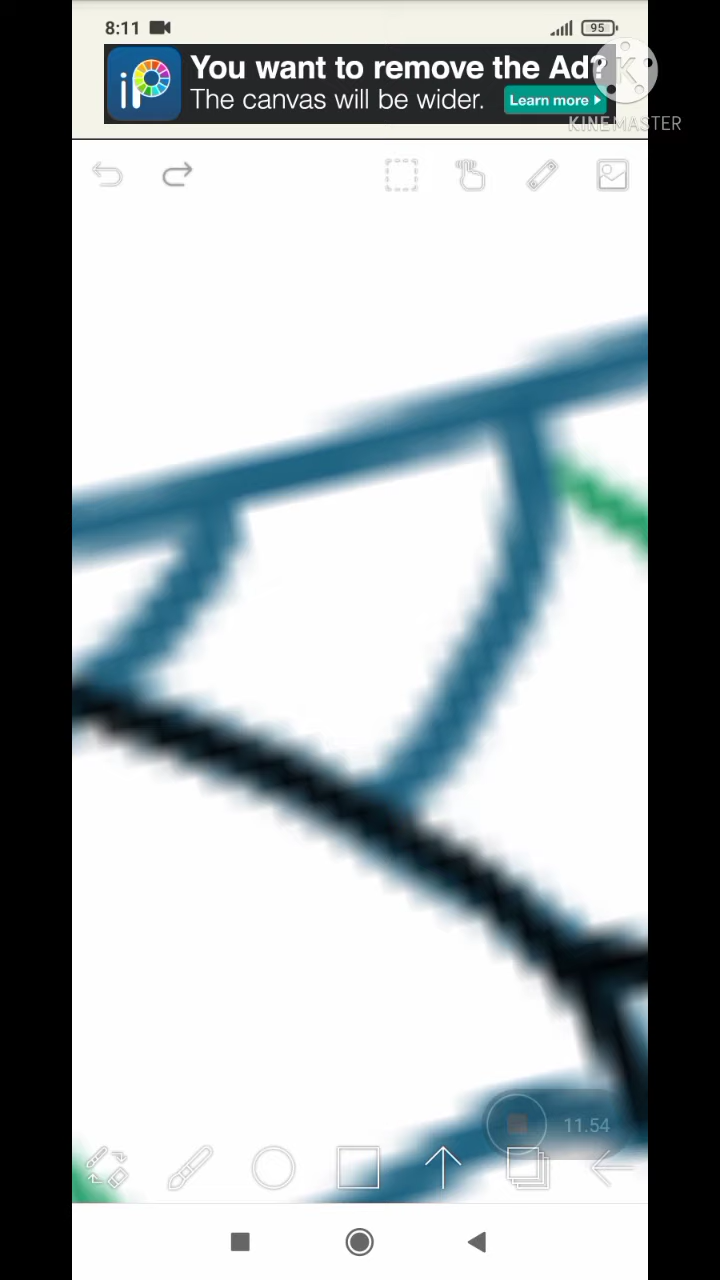 8:11
95
iP
You want to remove the Ad?
The canvas will be wider.
Learn more
K
KINEMASTER
11.54